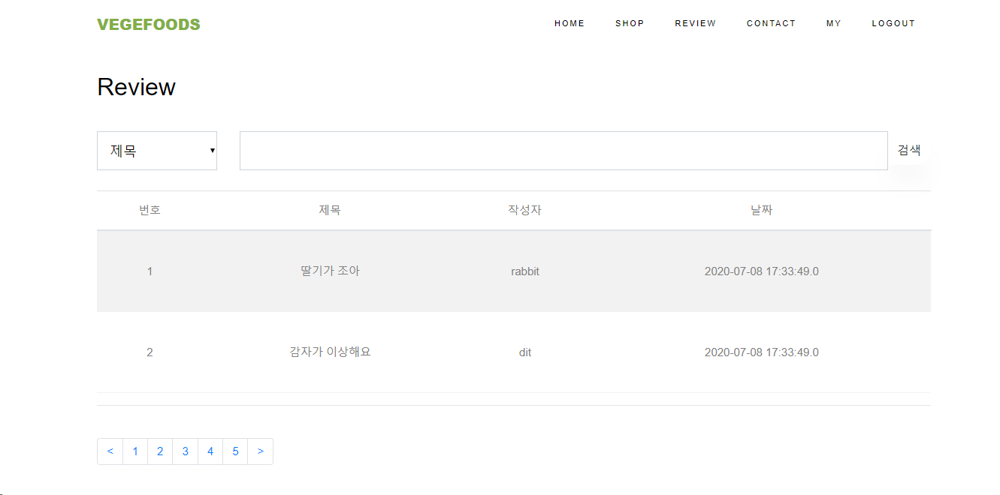 VEGEFOODS HOME SHOP REVIEW CONTACT MY LOGOUT
Review
제목 ▾ 검색
번호 제목 작성자 날짜
1 딸기가 조아 rabbit 2020-07-08 17:33:49.0
2 감자가 이상해요 dit 2020-07-08 17:33:49.0
< 1 2 3 4 5 >